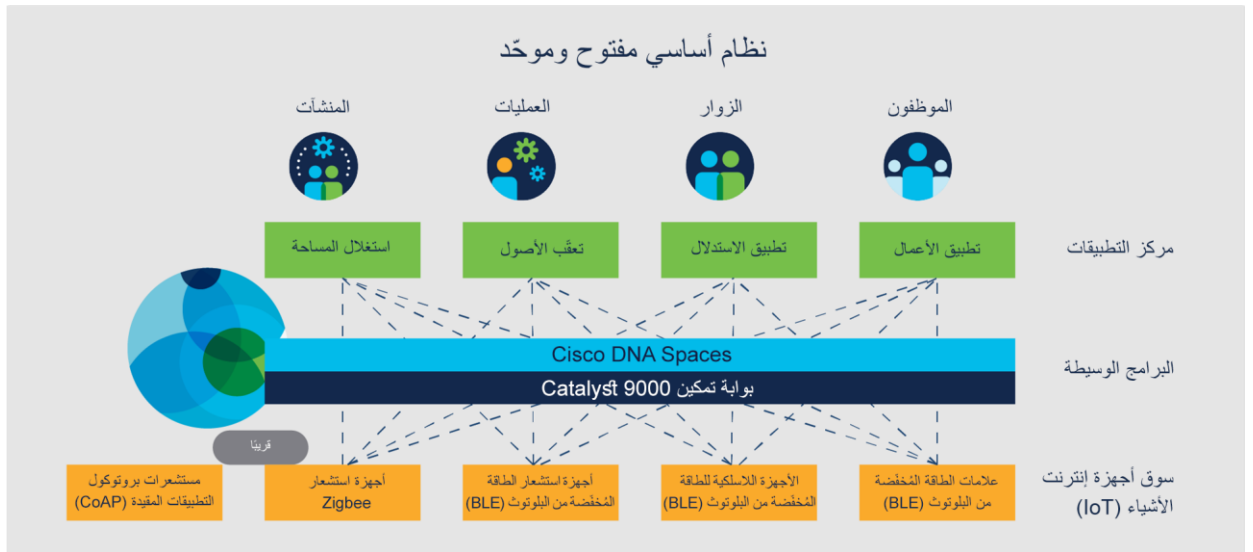 نظام أساسي مفتوح وموحّد
الموظفون
الزوار
العمليات
المنشآت
مركز التطبيقات
تطبيق الأعمال
تطبيق الاستدلال
تعقّب الأصول
استغلال المساحة
البرامج الوسيطة
Cisco DNA Spaces
بوابة تمكين Catalyst 9000
قريبًا
سوق أجهزة إنترنت
الأشياء (IoT)
علامات الطاقة المُخفّضة
من البلوتوث (BLE)
الأجهزة اللاسلكية للطاقة
المُخفّضة من البلوتوث (BLE)
أجهزة استشعار الطاقة
المُخفّضة من البلوتوث (BLE)
أجهزة استشعار
Zigbee
مستشعرات بروتوكول
التطبيقات المقيدة (CoAP)